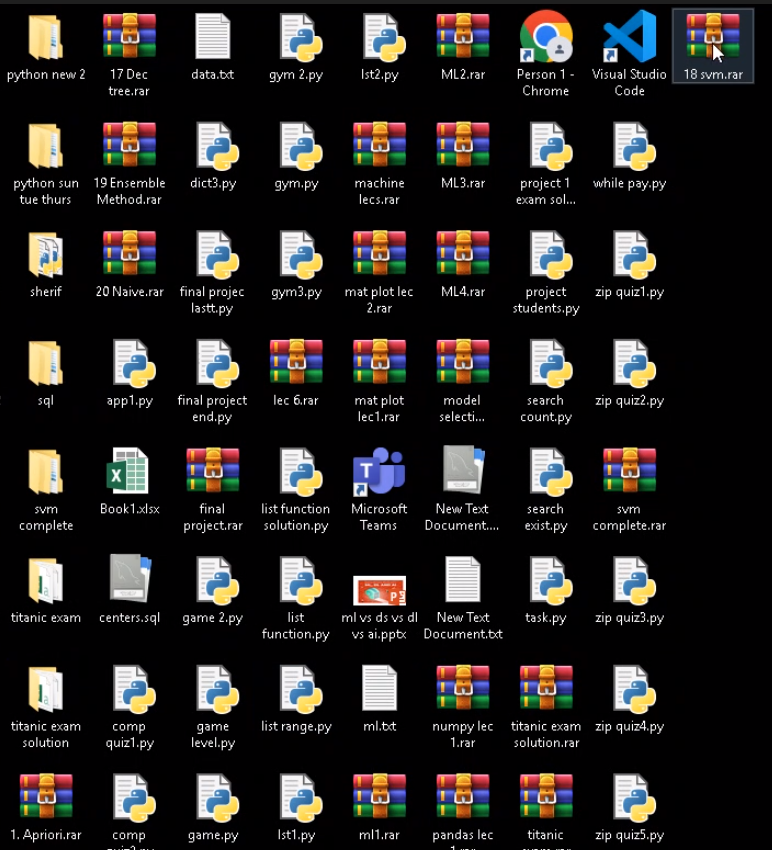 python new 2
17 Dec
tree.rar
data.txt
gym 2.py
lst2.py
ML2.rar
Person 1 -
Chrome
Visual Studio
Code
18 svm.rar
python sun
tue thurs
19 Ensemble
Method.rar
dict3.py
gym.py
machine
lecs.rar
ML3.rar
project 1
exam sol...
while pay.py
sherif
20 Naive.rar
final projec
lastt.py
gym3.py
mat plot lec
2.rar
ML4.rar
project
students.py
zip quiz1.py
sql
app1.py
final project
end.py
lec 6.rar
mat plot
lec1.rar
model
selecti...
search
count.py
zip quiz2.py
svm
complete
Book1.xlsx
final
project.rar
list function
solution.py
Microsoft
Teams
New Text
Document....
search
exist.py
svm
complete.rar
titanic exam
centers.sql
game 2.py
list
function.py
ml vs ds vs dl
vs ai.pptx
New Text
Document.txt
task.py
zip quiz3.py
titanic exam
solution
comp
quiz1.py
game
level.py
list range.py
ml.txt
numpy lec
1.rar
titanic exam
solution.rar
zip quiz4.py
1. Apriori.rar
comp
game.py
lst1.py
ml1.rar
pandas lec
titanic
zip quiz5.py